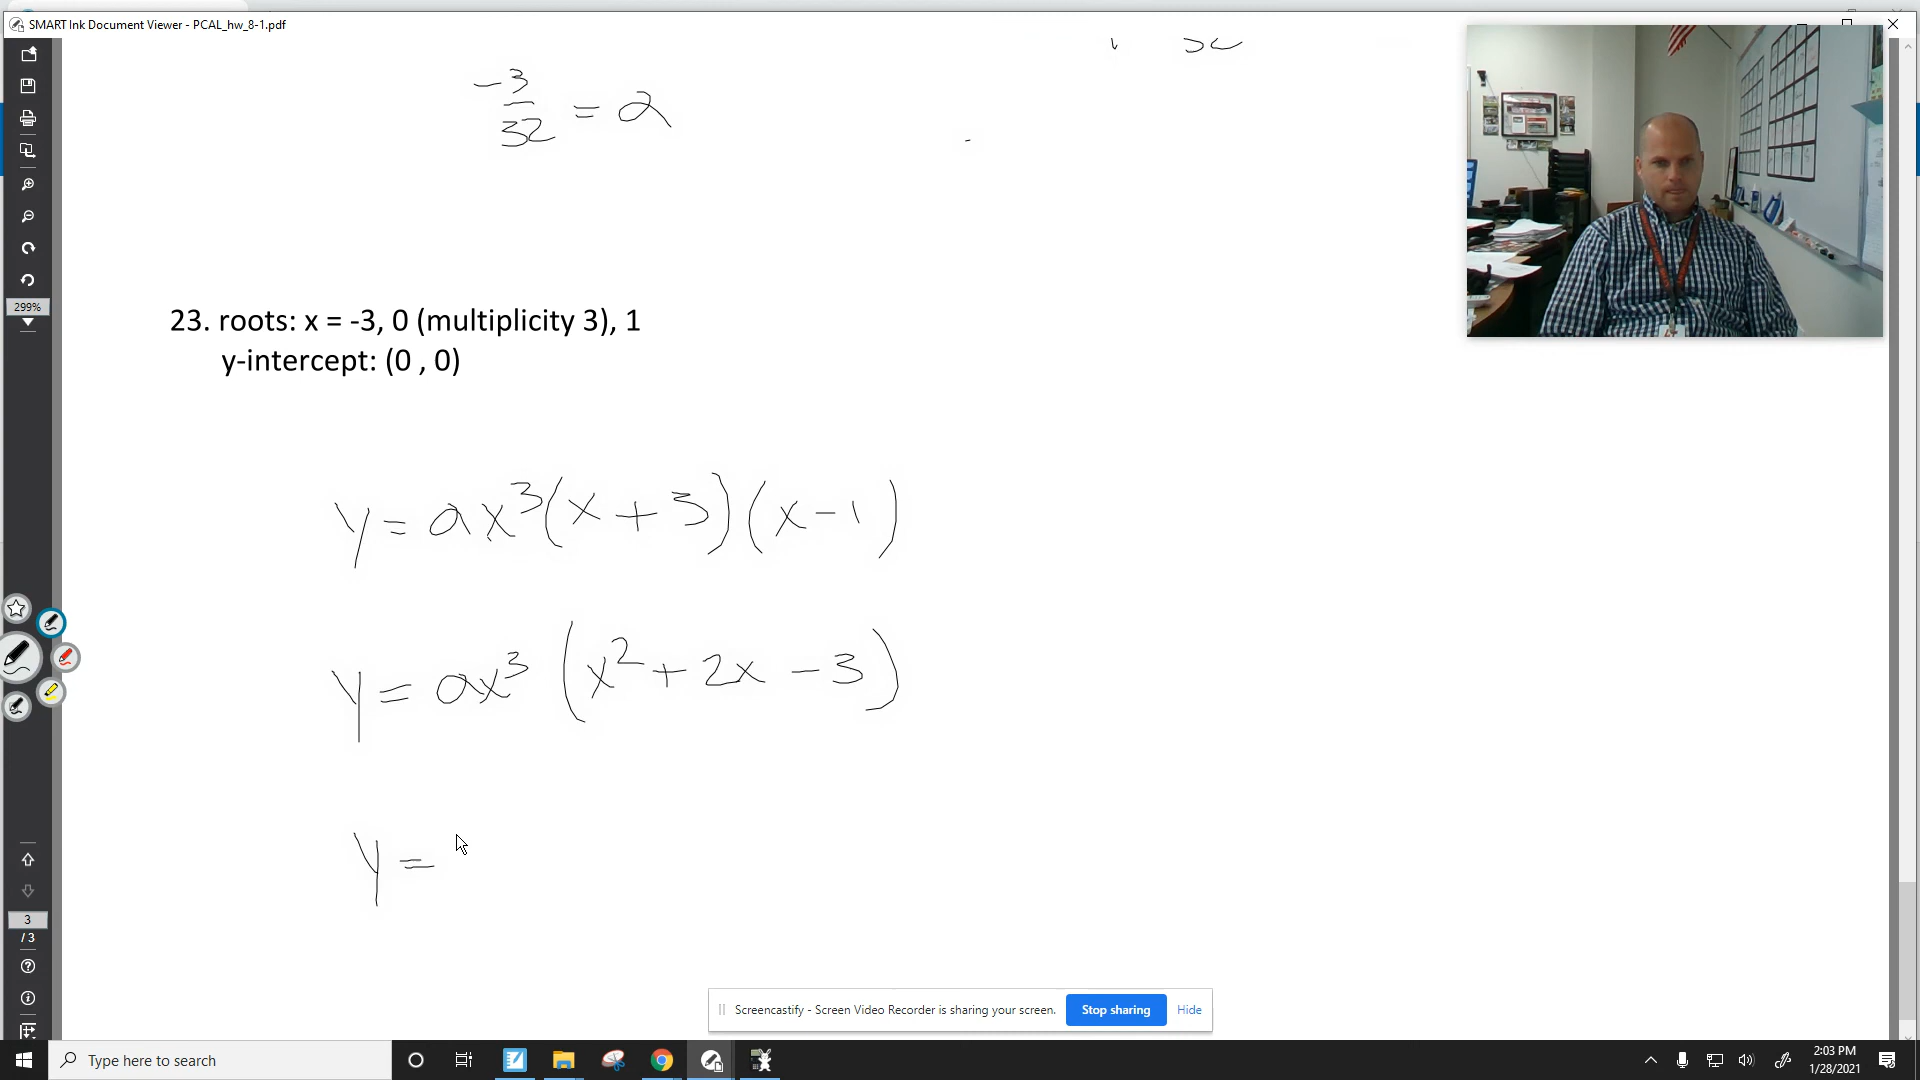 SMART Ink Document Viewer - PCAL_hw_8-1.pdf
-3
32 = a
23. roots: x = -3, 0 (multiplicity 3), 1
y-intercept: (0 , 0)
y = ax³(x + 3)(x - 1)
299%
y = ax³ (x² + 2x - 3)
y =
3
/ 3
Screencastify - Screen Video Recorder is sharing your screen.
Stop sharing
Hide
Type here to search
2:03 PM
1/28/2021